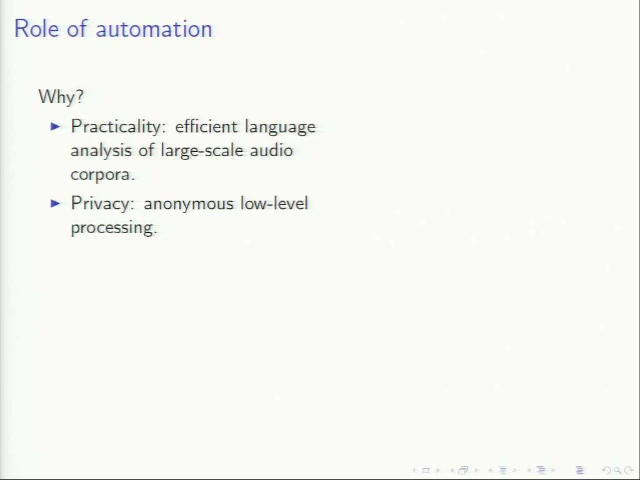 Role of automation
Why?
Practicality: efficient language
analysis of large-scale audio
corpora.
Privacy: anonymous low-level
processing.